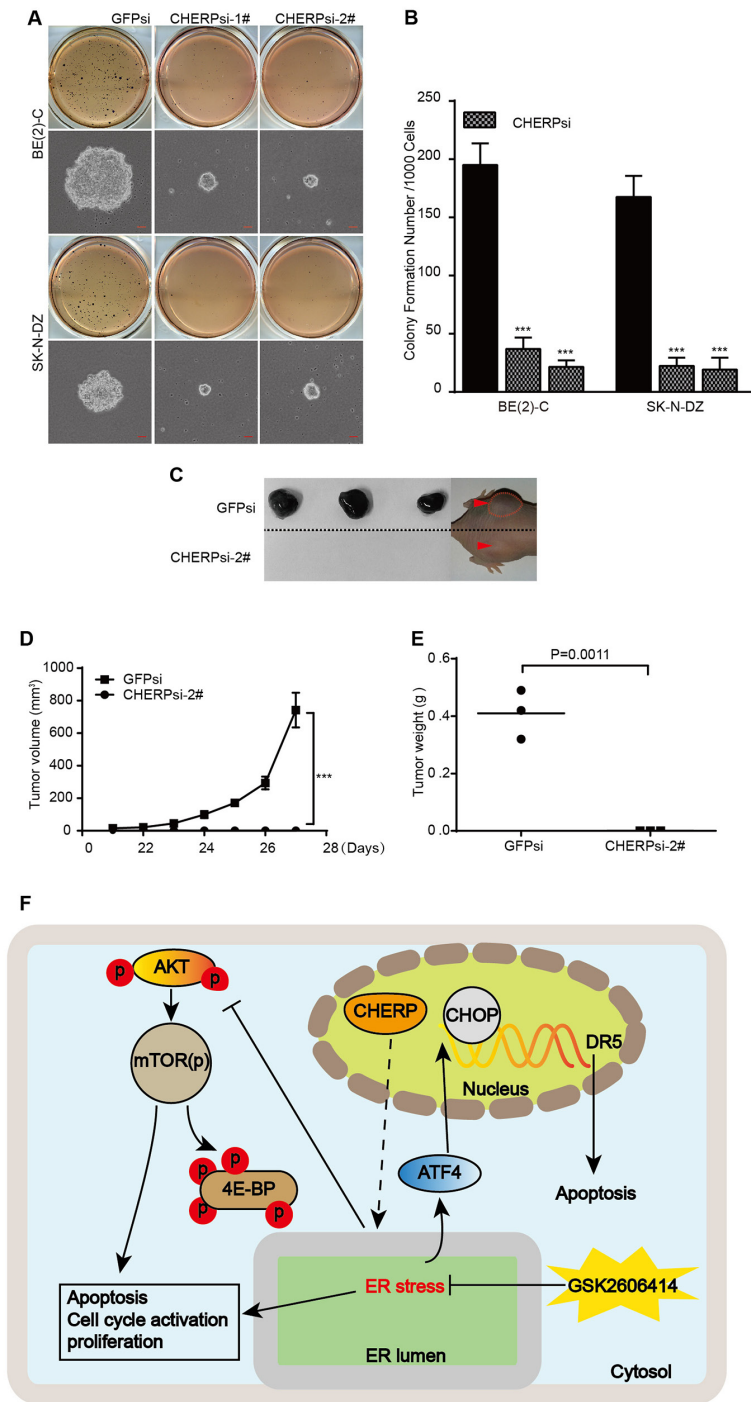 A
GFPsi CHERPsi-1# CHERPsi-2#
BE(2)-C
SK-N-DZ
B
Colony Formation Number /1000 Cells
250
200
150
100
50
0
CHERPsi
*** ***
*** ***
BE(2)-C SK-N-DZ
C
GFPsi
CHERPsi-2#
D
Tumor volume (mm³)
1000
800
600
400
200
0
GFPsi
CHERPsi-2#
***
0 22 24 26 28 (Days)
E
P=0.0011
Tumor weight (g)
0.6
0.4
0.2
0.0
GFPsi CHERPsi-2#
F
p AKT p
mTOR(p)
p p
4E-BP
p p
CHERP
CHOP
DR5
Nucleus
ATF4
Apoptosis
Apoptosis
Cell cycle activation
proliferation
ER stress
GSK2606414
ER lumen
Cytosol